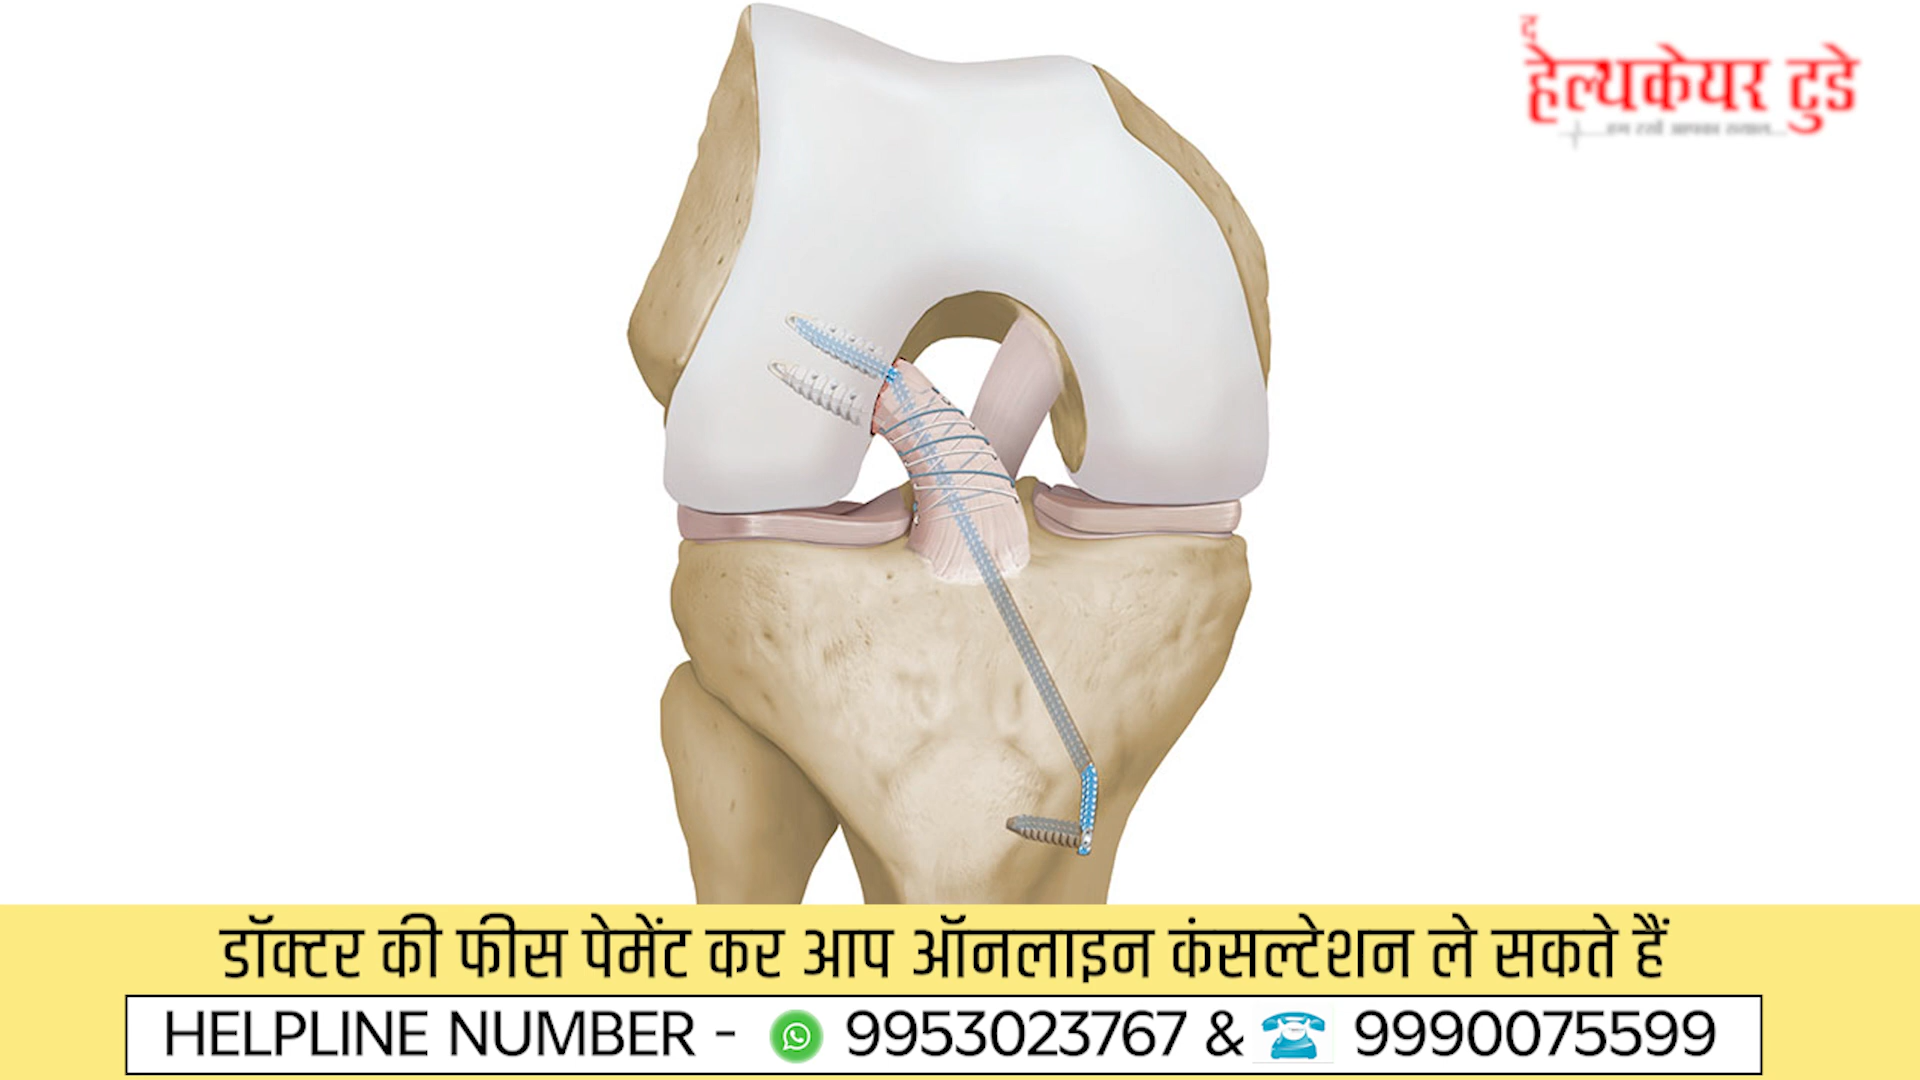 द
हेल्थकेयर टुडे
डॉक्टर की फीस पेमेंट कर आप ऑनलाइन कंसल्टेशन ले सकते हैं
HELPLINE NUMBER - 9953023767 & 9990075599